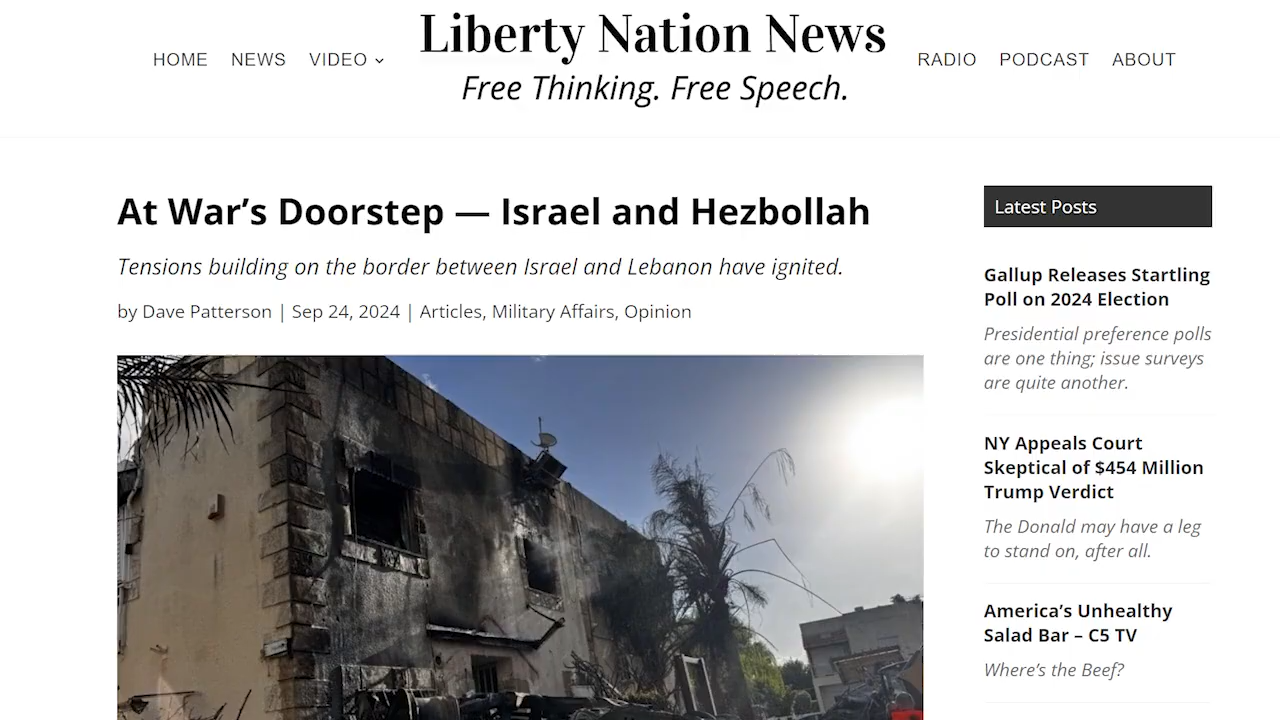 Liberty Nation News
Free Thinking. Free Speech.
HOME NEWS VIDEO
RADIO PODCAST ABOUT
At War’s Doorstep — Israel and Hezbollah
Tensions building on the border between Israel and Lebanon have ignited.
by Dave Patterson | Sep 24, 2024 | Articles, Military Affairs, Opinion
Latest Posts
Gallup Releases Startling
Poll on 2024 Election
Presidential preference polls
are one thing; issue surveys
are quite another.
NY Appeals Court
Skeptical of $454 Million
Trump Verdict
The Donald may have a leg
to stand on, after all.
America’s Unhealthy
Salad Bar – C5 TV
Where’s the Beef?